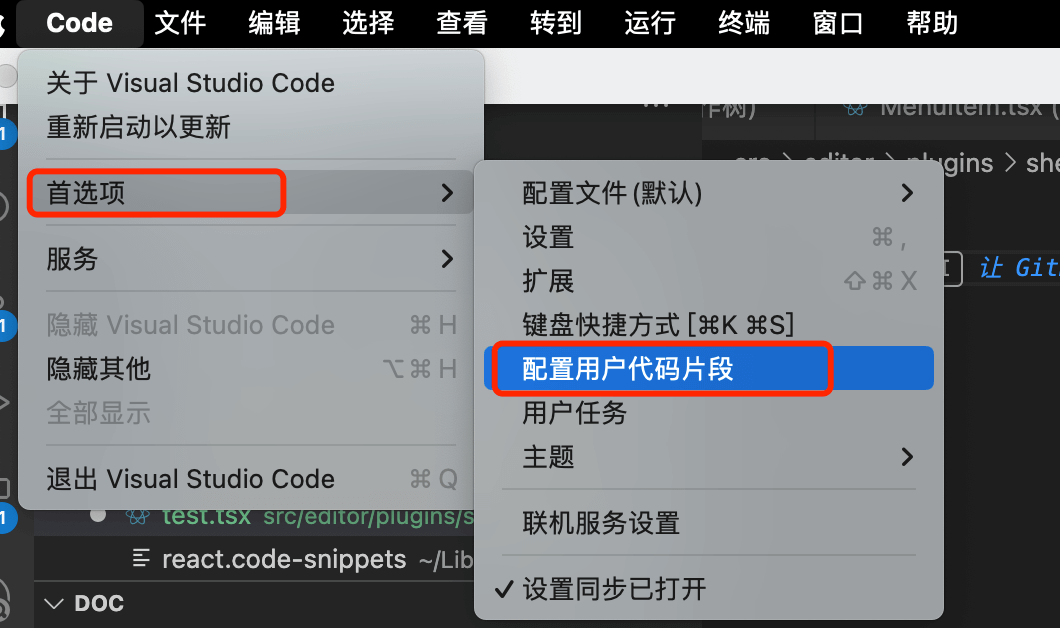 Code 文件 编辑 选择 查看 转到 运行 终端 窗口 帮助
关于 Visual Studio Code
重新启动以更新
首选项
服务
隐藏 Visual Studio Code ⌘ H
隐藏其他 ⌥ ⌘ H
全部显示
退出 Visual Studio Code ⌘ Q
配置文件 (默认)
设置 ⌘ ,
扩展 ⇧ ⌘ X
键盘快捷方式 [⌘K ⌘S]
配置用户代码片段
用户任务
主题
联机服务设置
✓ 设置同步已打开
MenuItem.tsx (
src > editor > plugins > she
让 Git
1
1
1
test.tsx src/editor/plugins/s
react.code-snippets ~/Lib
DOC